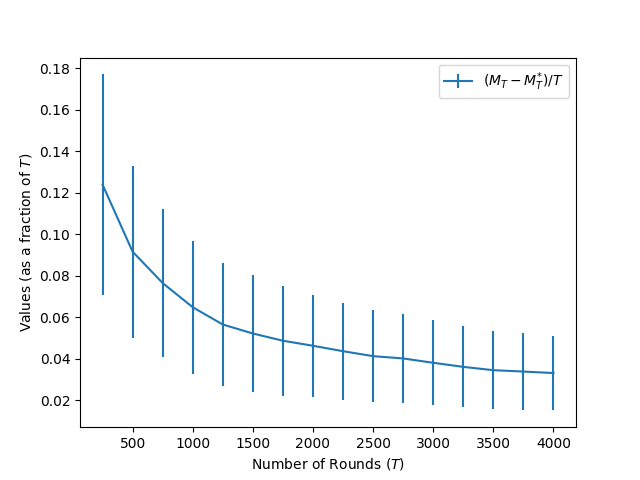 (M_T − M_T^*)/T
0.18
0.16
0.14
0.12
0.10
0.08
0.06
0.04
0.02
Values (as a fraction of T)
500 1000 1500 2000 2500 3000 3500 4000
Number of Rounds (T)